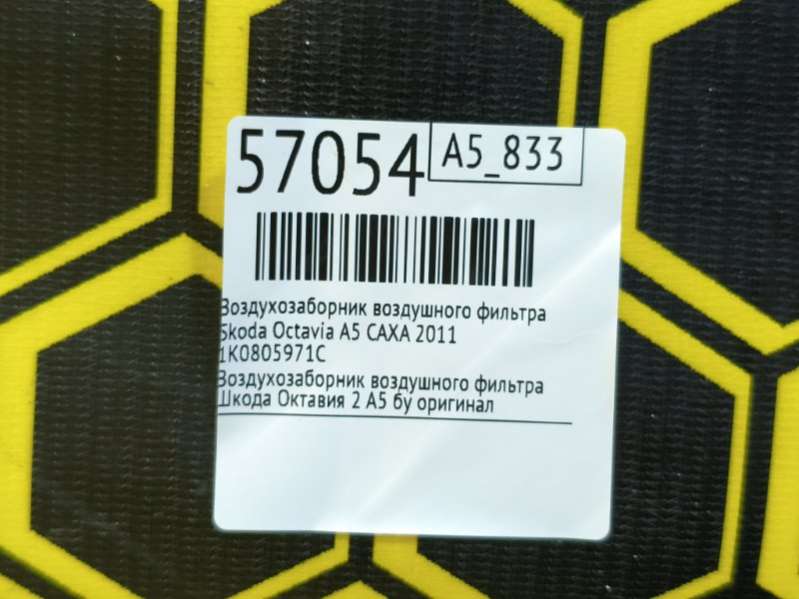 57054
A5_833
Воздухозаборник воздушного фильтра
Skoda Octavia A5 CAXA 2011
1K0805971C
Воздухозаборник воздушного фильтра
Шкода Октавия 2 А5 бу оригинал